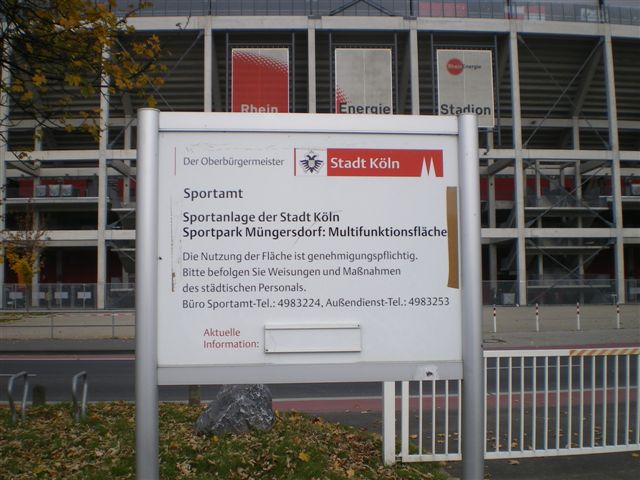 Rhein Energie Stadion
RheinEnergie
Der Oberbürgermeister Stadt Köln
Sportamt
Sportanlage der Stadt Köln
Sportpark Müngersdorf: Multifunktionsfläche
Die Nutzung der Fläche ist genehmigungspflichtig.
Bitte befolgen Sie Weisungen und Maßnahmen
des städtischen Personals.
Büro Sportamt-Tel.: 4983224, Außendienst-Tel.: 4983253
Aktuelle
Information: